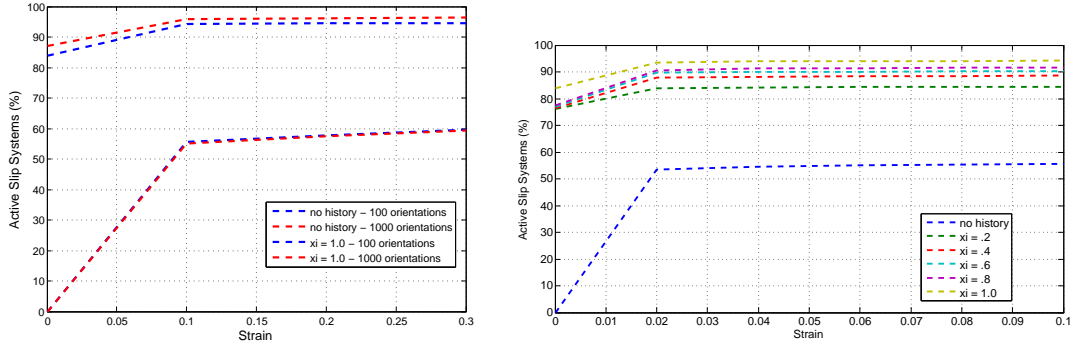 100
90
80
70
60
50
40
30
20
10
0
Active Slip Systems (%)
no history − 100 orientations
no history − 1000 orientations
xi = 1.0 − 100 orientations
xi = 1.0 − 1000 orientations
0 0.05 0.1 0.15 0.2 0.25 0.3
Strain
100
90
80
70
60
50
40
30
20
10
0
Active Slip Systems (%)
no history
xi = .2
xi = .4
xi = .6
xi = .8
xi = 1.0
0 0.01 0.02 0.03 0.04 0.05 0.06 0.07 0.08 0.09 0.1
Strain